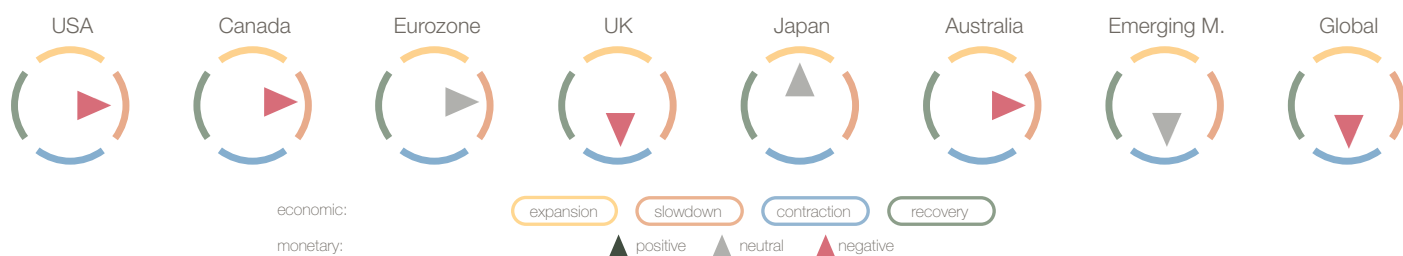 USA Canada Eurozone UK Japan Australia Emerging M. Global
economic: expansion slowdown contraction recovery
monetary: positive neutral negative